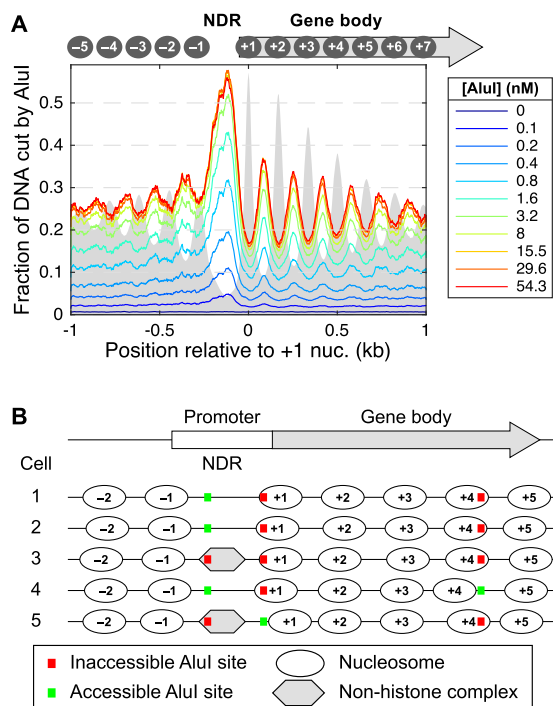 A
NDR
Gene body
–5 –4 –3 –2 –1 +1 +2 +3 +4 +5 +6 +7
Fraction of DNA cut by AluI
0.5
0.4
0.3
0.2
0.1
0
-1 -0.5 0 0.5 1
Position relative to +1 nuc. (kb)
[AluI] (nM)
0
0.1
0.2
0.4
0.8
1.6
3.2
8
15.5
29.6
54.3
B
Promoter
Gene body
Cell
NDR
1 –2 –1 +1 +2 +3 +4 +5
2 –2 –1 +1 +2 +3 +4 +5
3 –2 –1 +1 +2 +3 +4 +5
4 –2 –1 +1 +2 +3 +4 +5
5 –2 –1 +1 +2 +3 +4 +5
Inaccessible AluI site
Nucleosome
Accessible AluI site
Non-histone complex